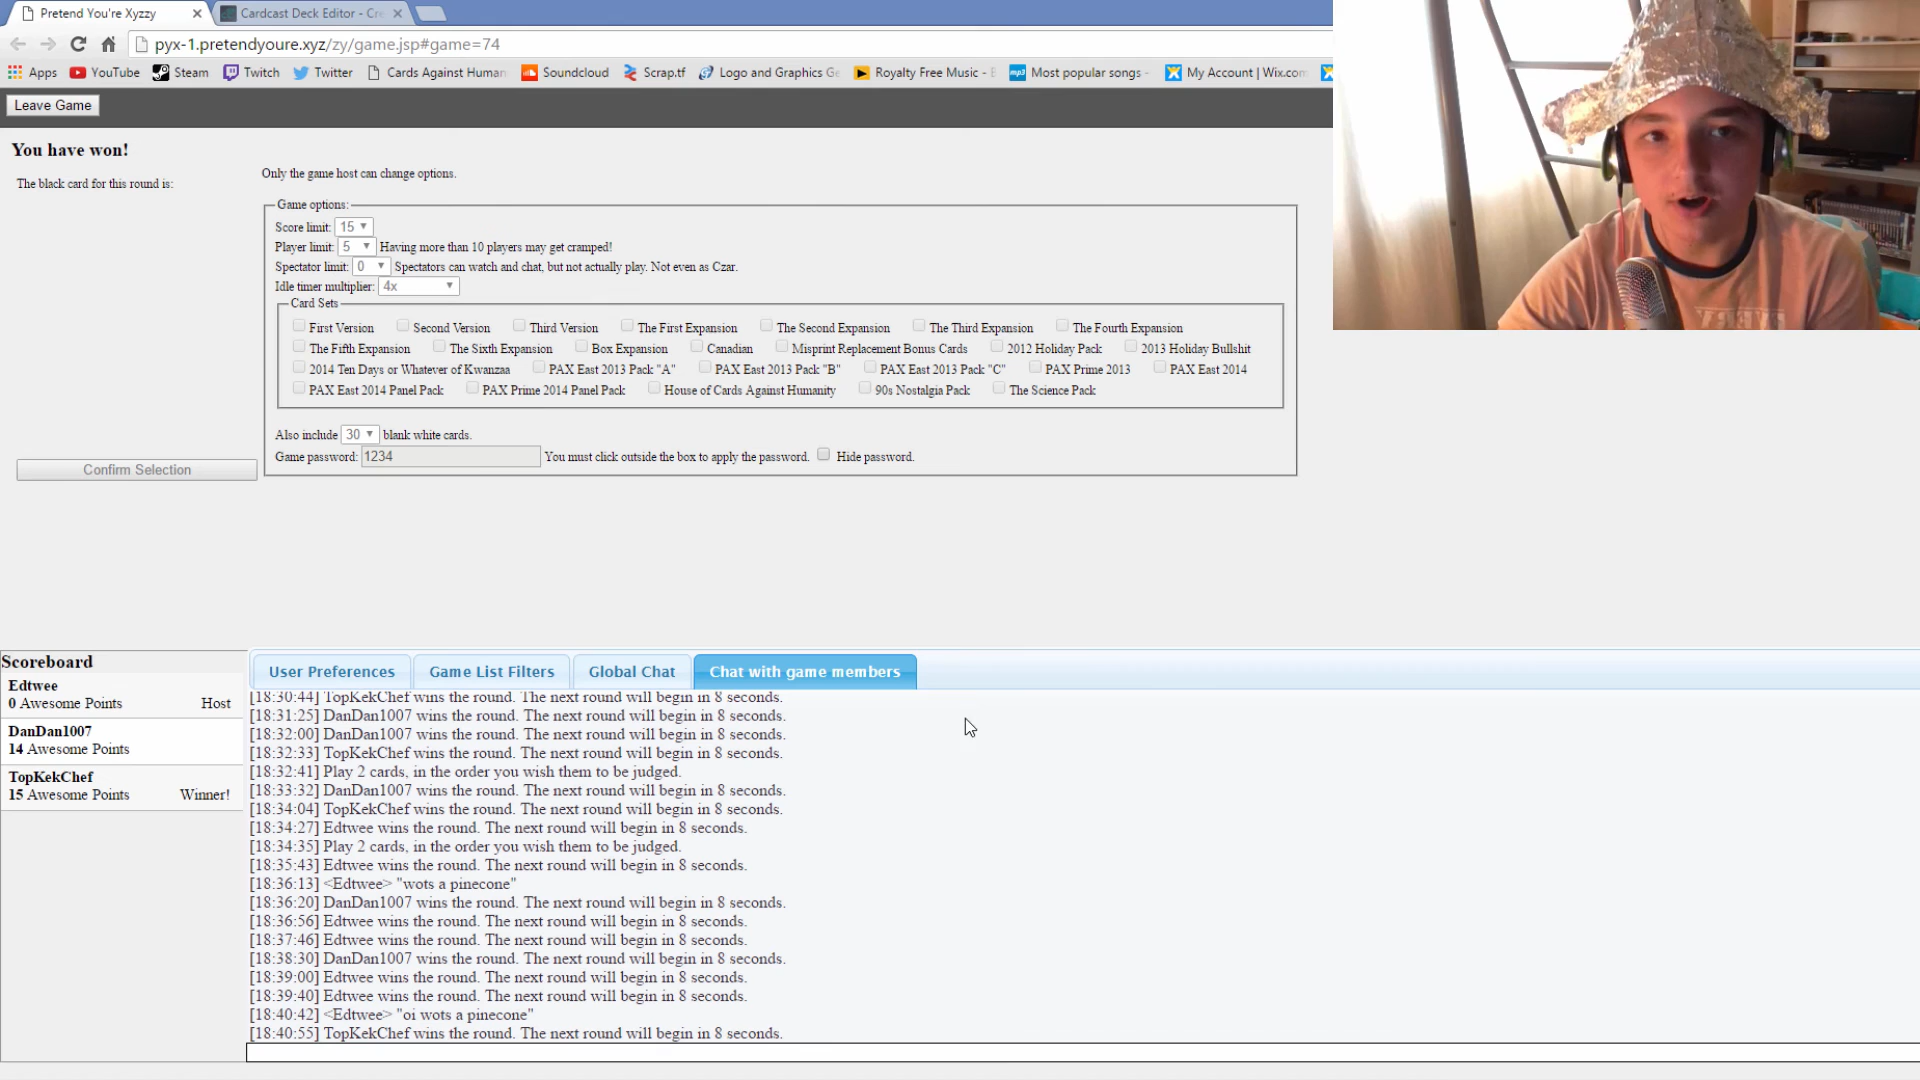 Pretend You're Xyzzy
Cardcast Deck Editor - Cre
pyx-1.pretendyoure.xyz/zy/game.jsp#game=74
Apps YouTube Steam Twitch Twitter Cards Against Human Soundcloud Scrap.tf Logo and Graphics Ge Royalty Free Music - Most popular songs - My Account | Wix.com
Leave Game
You have won!
The black card for this round is:
Only the game host can change options.
Game options:
Score limit: 15
Player limit: 5 Having more than 10 players may get cramped!
Spectator limit: 0 Spectators can watch and chat, but not actually play. Not even as Czar.
Idle timer multiplier: 4x
Card Sets
First Version Second Version Third Version The First Expansion The Second Expansion The Third Expansion The Fourth Expansion
The Fifth Expansion The Sixth Expansion Box Expansion Canadian Misprint Replacement Bonus Cards 2012 Holiday Pack 2013 Holiday Bullshit
2014 Ten Days or Whatever of Kwanzaa PAX East 2013 Pack "A" PAX East 2013 Pack "B" PAX East 2013 Pack "C" PAX Prime 2013 PAX East 2014
PAX East 2014 Panel Pack PAX Prime 2014 Panel Pack House of Cards Against Humanity 90s Nostalgia Pack The Science Pack
Also include 30 blank white cards.
Game password: 1234 You must click outside the box to apply the password. Hide password.
Confirm Selection
Scoreboard
Edtwee
0 Awesome Points Host
DanDan1007
14 Awesome Points
TopKekChef
15 Awesome Points Winner!
User Preferences Game List Filters Global Chat Chat with game members
[18:30:44] TopKekChef wins the round. The next round will begin in 8 seconds.
[18:31:25] DanDan1007 wins the round. The next round will begin in 8 seconds.
[18:32:00] DanDan1007 wins the round. The next round will begin in 8 seconds.
[18:32:33] TopKekChef wins the round. The next round will begin in 8 seconds.
[18:32:41] Play 2 cards, in the order you wish them to be judged.
[18:33:32] DanDan1007 wins the round. The next round will begin in 8 seconds.
[18:34:04] TopKekChef wins the round. The next round will begin in 8 seconds.
[18:34:27] Edtwee wins the round. The next round will begin in 8 seconds.
[18:34:35] Play 2 cards, in the order you wish them to be judged.
[18:35:43] Edtwee wins the round. The next round will begin in 8 seconds.
[18:36:13] <Edtwee> "wots a pinecone"
[18:36:20] DanDan1007 wins the round. The next round will begin in 8 seconds.
[18:36:56] Edtwee wins the round. The next round will begin in 8 seconds.
[18:37:46] Edtwee wins the round. The next round will begin in 8 seconds.
[18:38:30] DanDan1007 wins the round. The next round will begin in 8 seconds.
[18:39:00] Edtwee wins the round. The next round will begin in 8 seconds.
[18:39:40] Edtwee wins the round. The next round will begin in 8 seconds.
[18:40:42] <Edtwee> "oi wots a pinecone"
[18:40:55] TopKekChef wins the round. The next round will begin in 8 seconds.